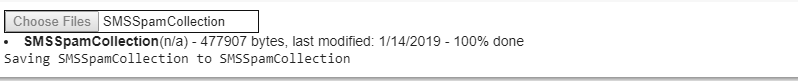 Choose Files SMSSpamCollection
• SMSSpamCollection(n/a) - 477907 bytes, last modified: 1/14/2019 - 100% done
Saving SMSSpamCollection to SMSSpamCollection